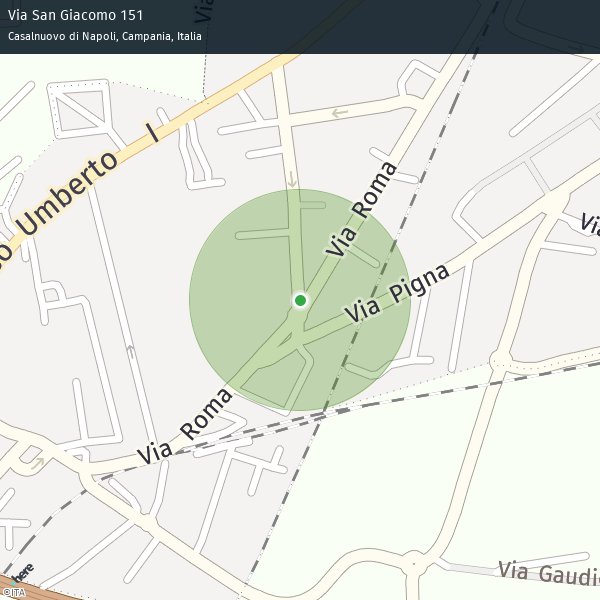 Via San Giacomo 151
Casalnuovo di Napoli, Campania, Italia
Via
Umberto I
Via Roma
Via
Via Pigna
Via Roma
Via Gaudi
here
©ITA